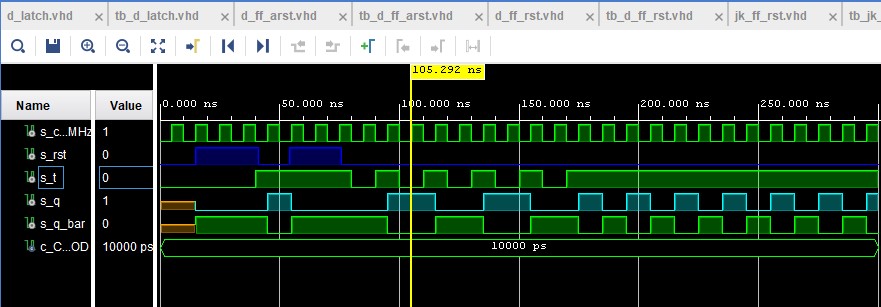 d_latch.vhd tb_d_latch.vhd d_ff_arst.vhd tb_d_ff_arst.vhd d_ff_rst.vhd tb_d_ff_rst.vhd jk_ff_rst.vhd tb_jk_
105.292 ns
Name Value 0.000 ns 50.000 ns 100.000 ns 150.000 ns 200.000 ns 250.000 ns
s_c...MHz 1
s_rst 0
s_t 0
s_q 1
s_q_bar 0
c_C...OD 10000 ps 10000 ps